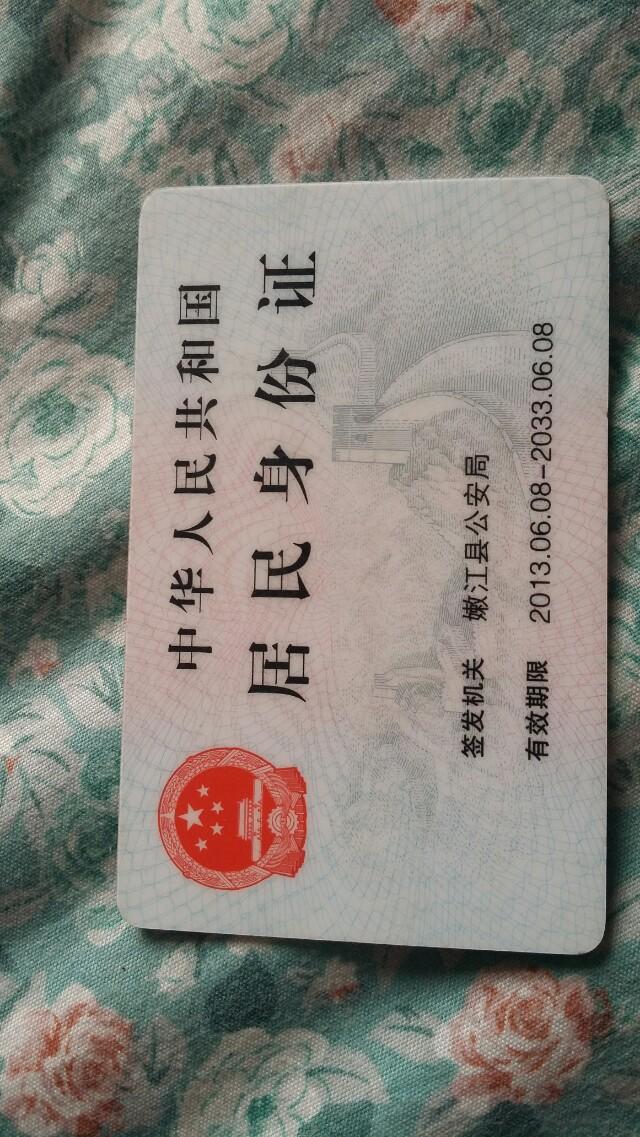 中华人民共和国
居民身份证
签发机关 嫩江县公安局
有效期限 2013.06.08-2033.06.08